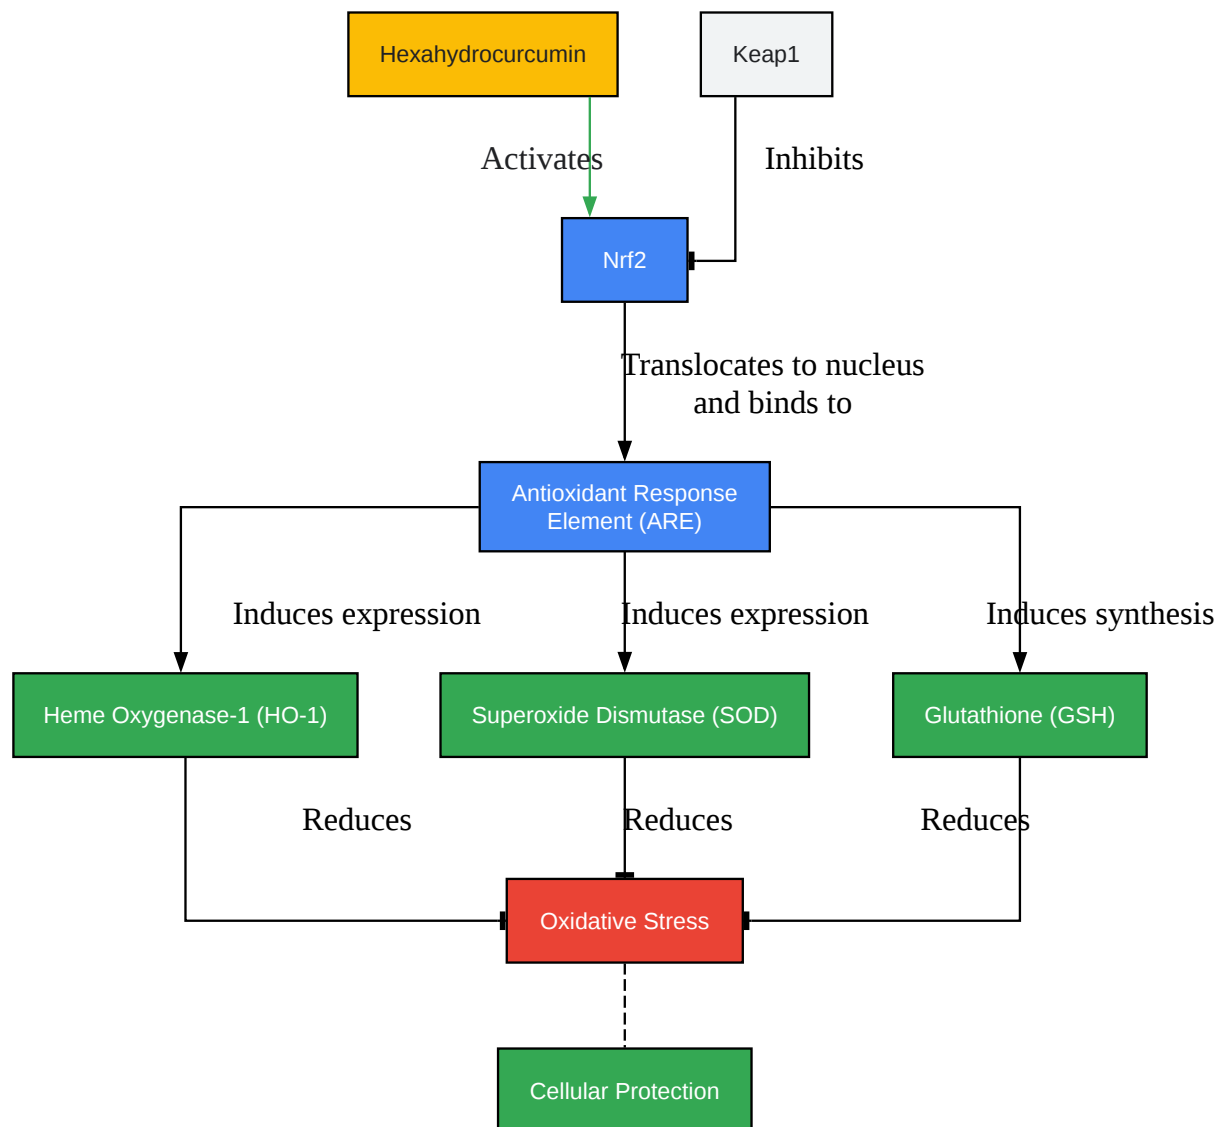 Hexahydrocurcumin
Keap1
Activates
Inhibits
Nrf2
Translocates to nucleus
and binds to
Antioxidant Response
Element (ARE)
Induces expression
Induces expression
Induces synthesis
Heme Oxygenase-1 (HO-1)
Superoxide Dismutase (SOD)
Glutathione (GSH)
Reduces
Reduces
Reduces
Oxidative Stress
Cellular Protection